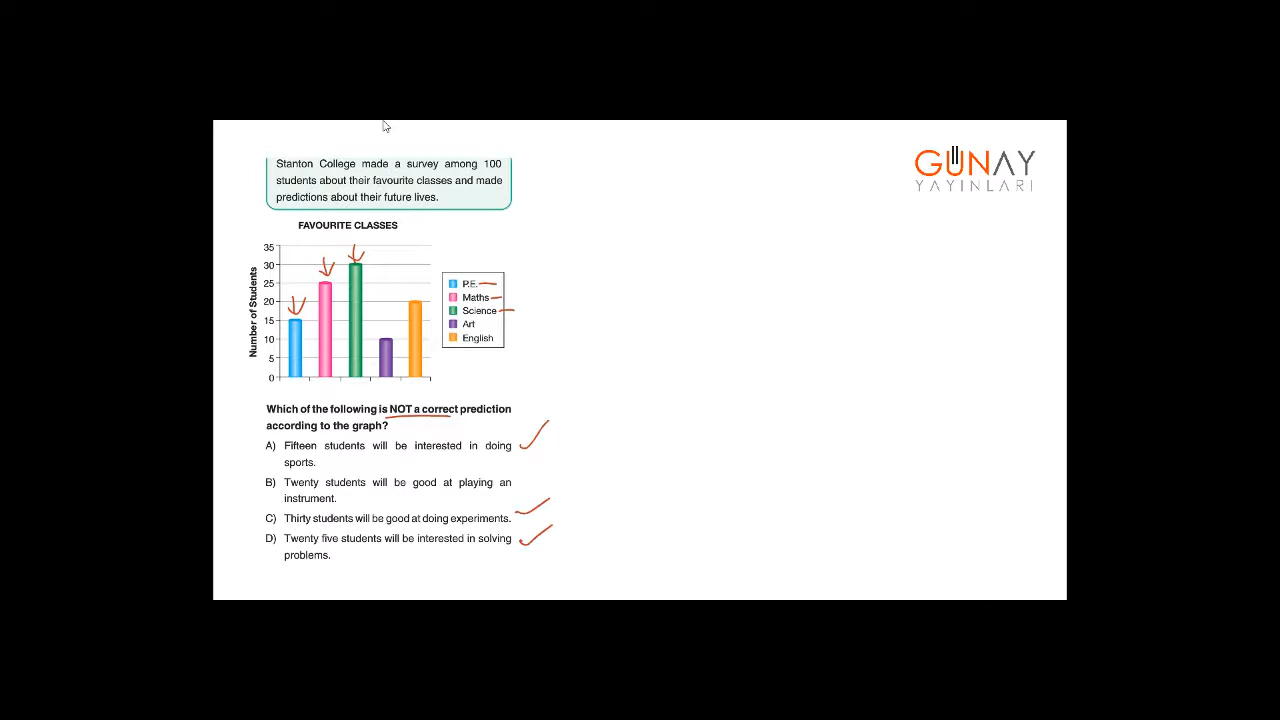 Stanton College made a survey among 100
students about their favourite classes and made
predictions about their future lives.
GÜNAY
YAYINLARI
FAVOURITE CLASSES
Number of Students
35
30
25
20
15
10
5
0
P.E.
Maths
Science
Art
English
Which of the following is NOT a correct prediction
according to the graph?
A) Fifteen students will be interested in doing
sports.
B) Twenty students will be good at playing an
instrument.
C) Thirty students will be good at doing experiments.
D) Twenty five students will be interested in solving
problems.